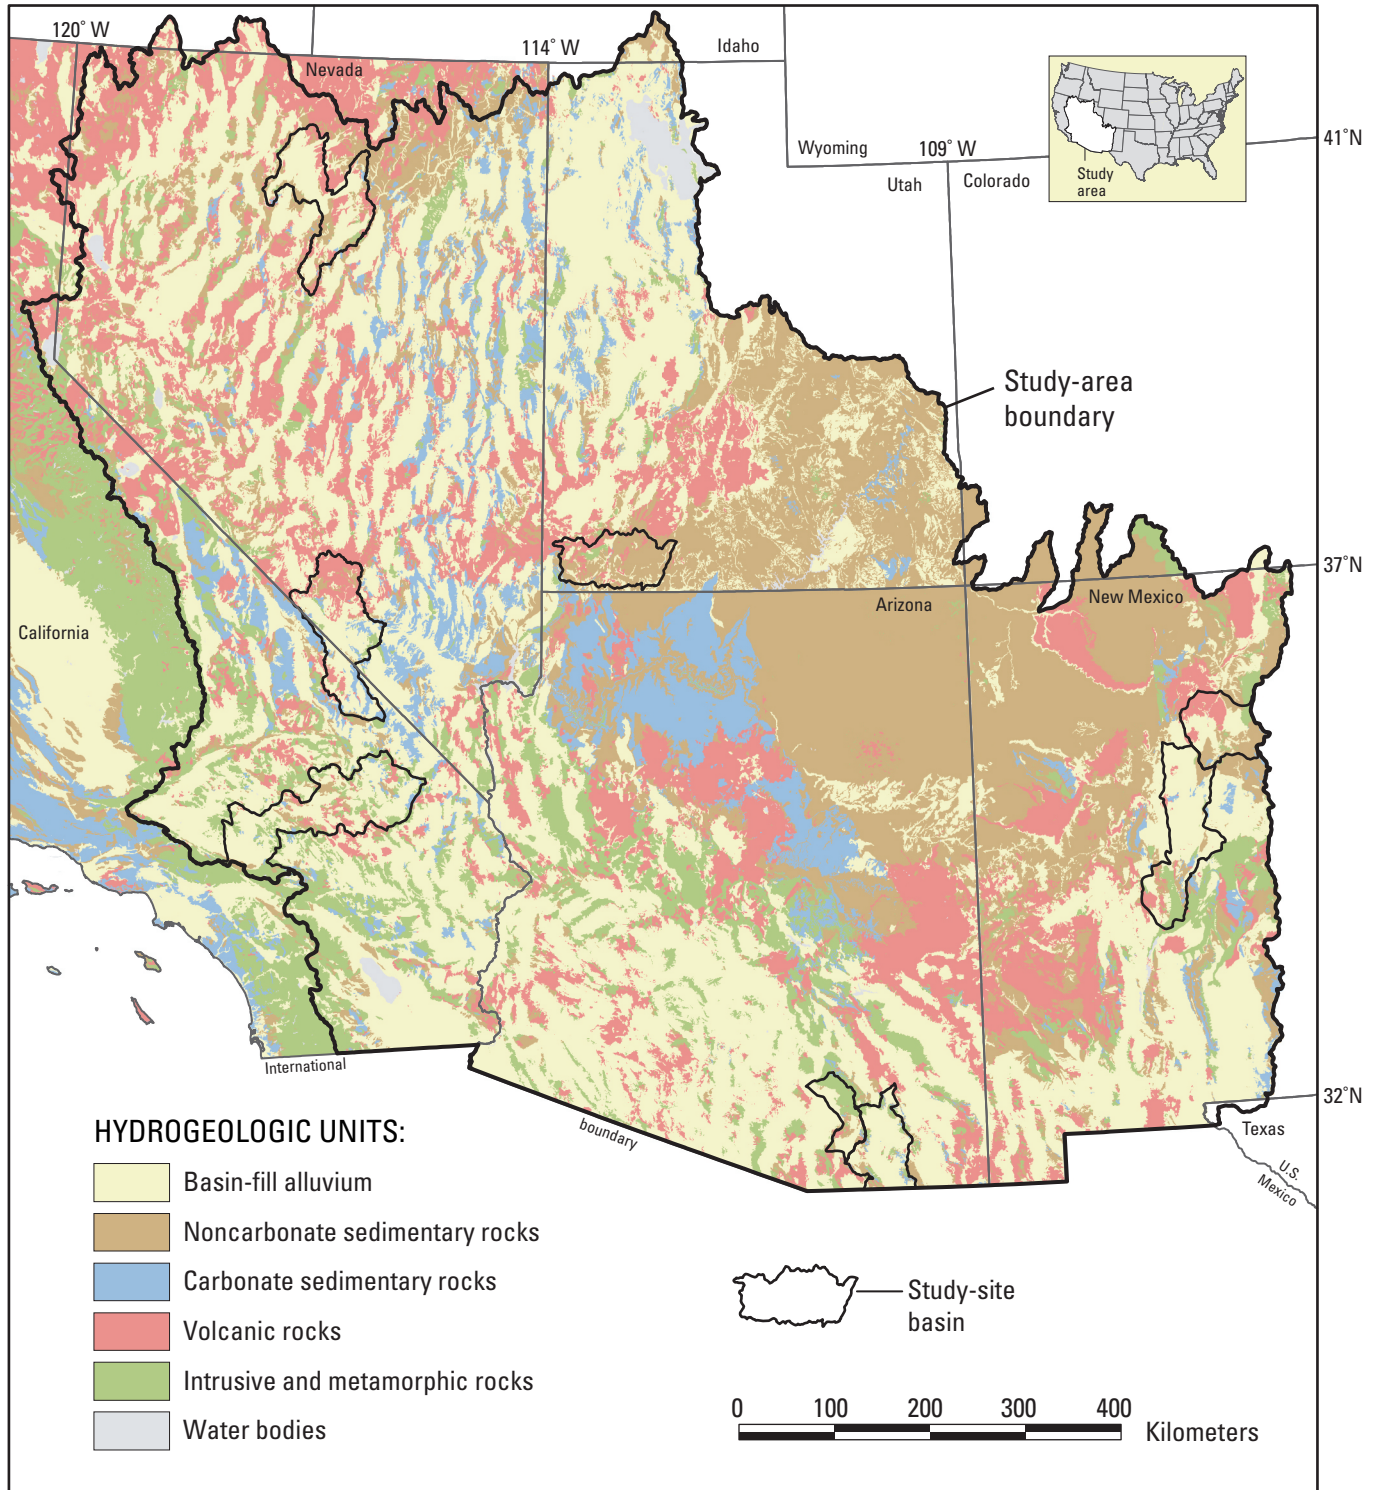 120° W
114° W
Idaho
Nevada
Wyoming
109° W
41°N
Utah
Colorado
Study
area
Study-area
boundary
37°N
Arizona
New Mexico
California
International
boundary
32°N
Texas
U.S.
Mexico
HYDROGEOLOGIC UNITS:
Basin-fill alluvium
Noncarbonate sedimentary rocks
Carbonate sedimentary rocks
Volcanic rocks
Intrusive and metamorphic rocks
Water bodies
Study-site
basin
0 100 200 300 400
Kilometers